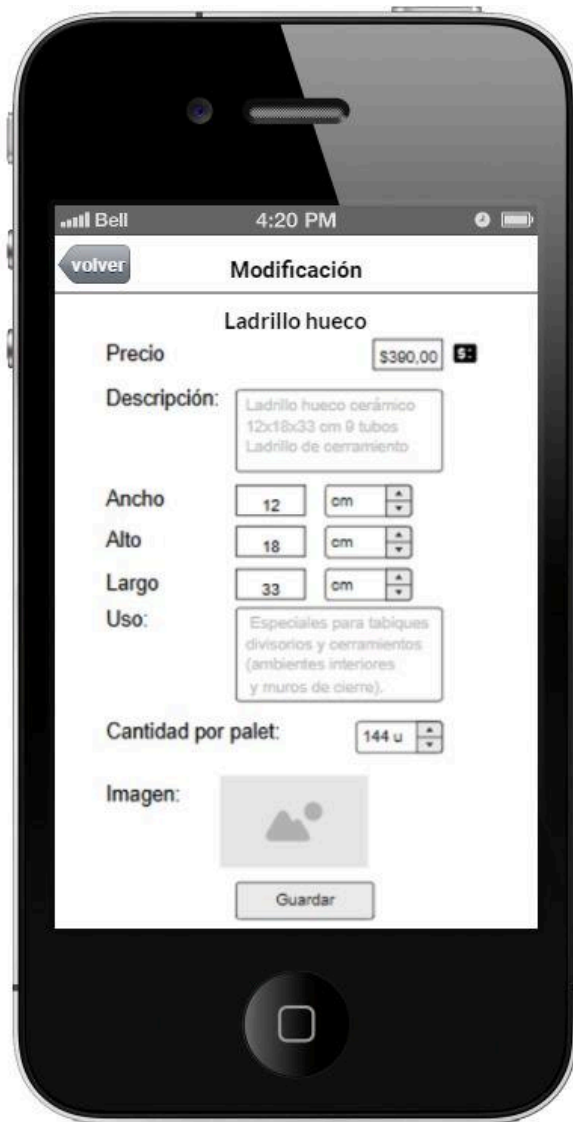 Bell 4:20 PM
volver Modificación
Ladrillo hueco
Precio $390,00 $:
Descripción: Ladrillo hueco cerámico
12x18x33 cm 9 tubos
Ladrillo de cerramiento
Ancho 12 cm
Alto 18 cm
Largo 33 cm
Uso: Especiales para tabiques
divisorios y cerramientos
(ambientes interiores
y muros de cierre).
Cantidad por palet: 144 u
Imagen:
Guardar